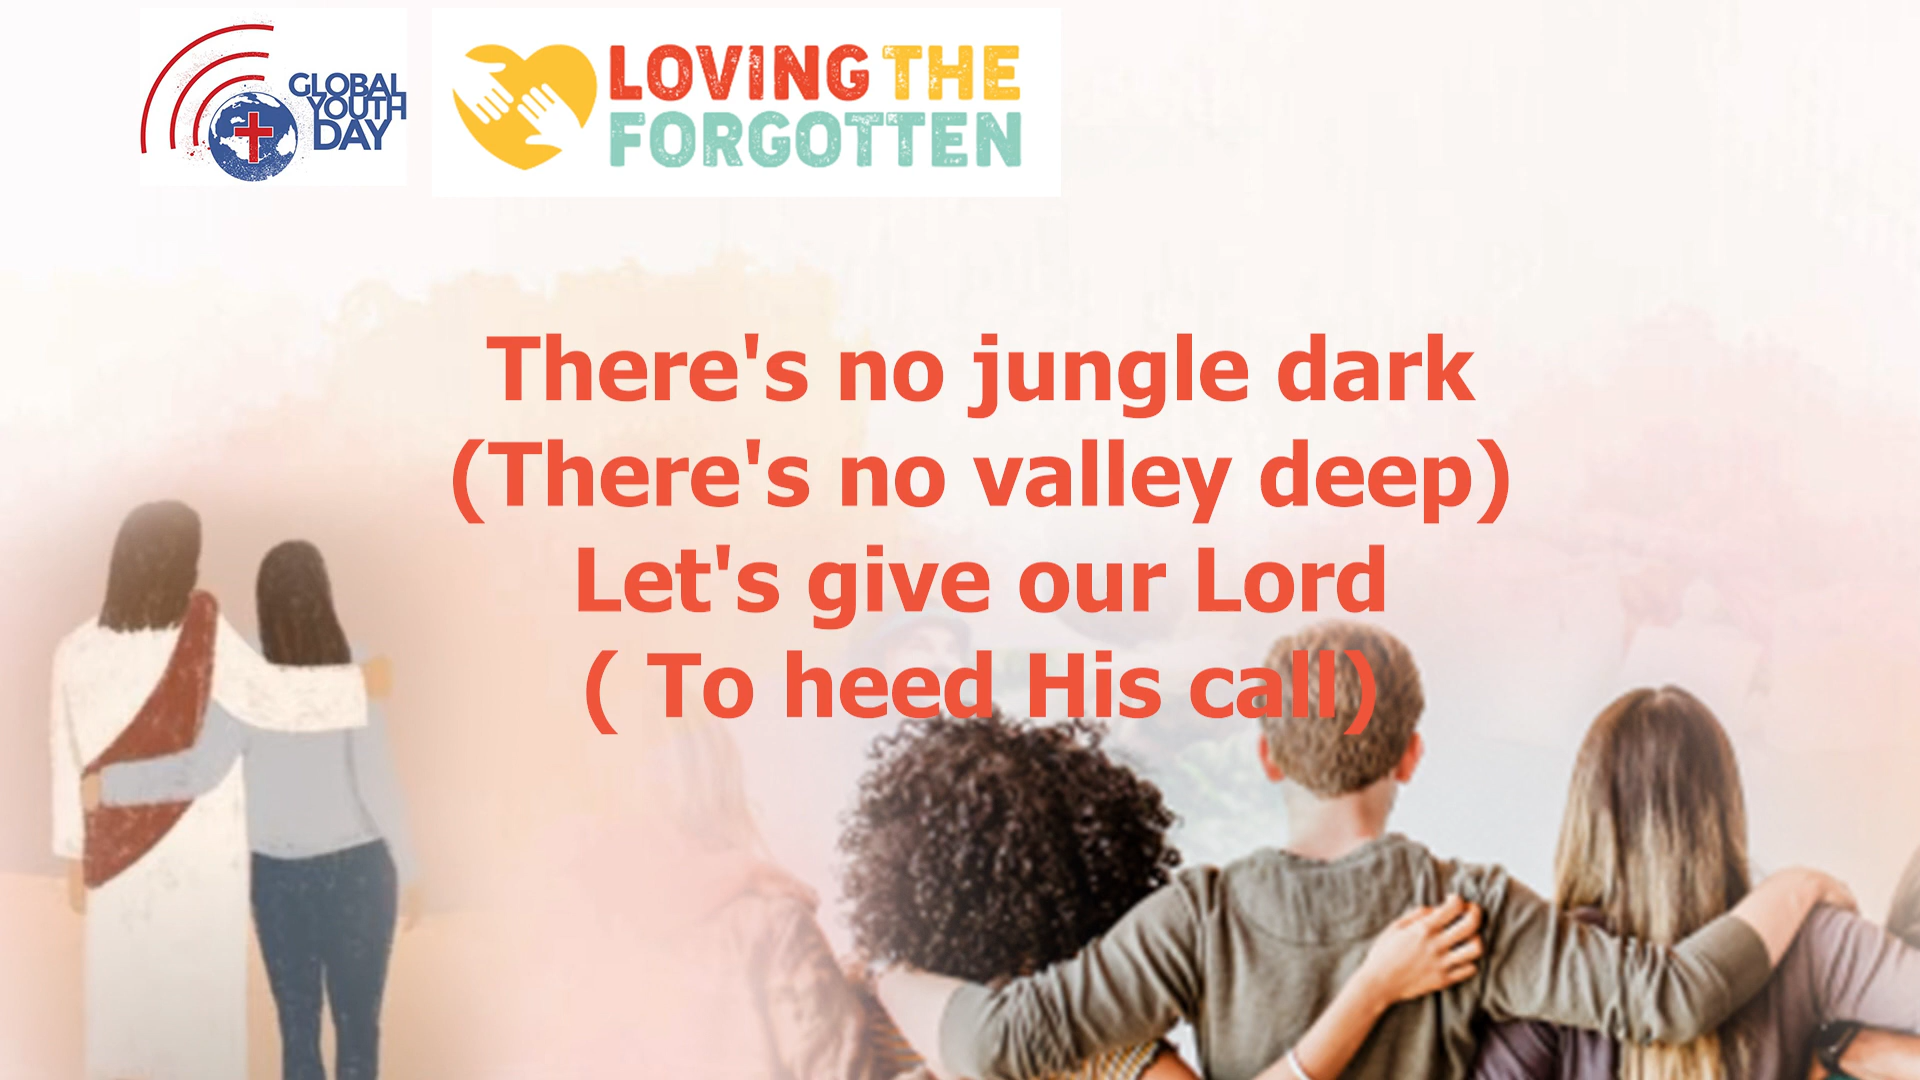 GLOBAL
YOUTH
DAY
LOVING THE
FORGOTTEN
There's no jungle dark
(There's no valley deep)
Let's give our Lord
( To heed His call)